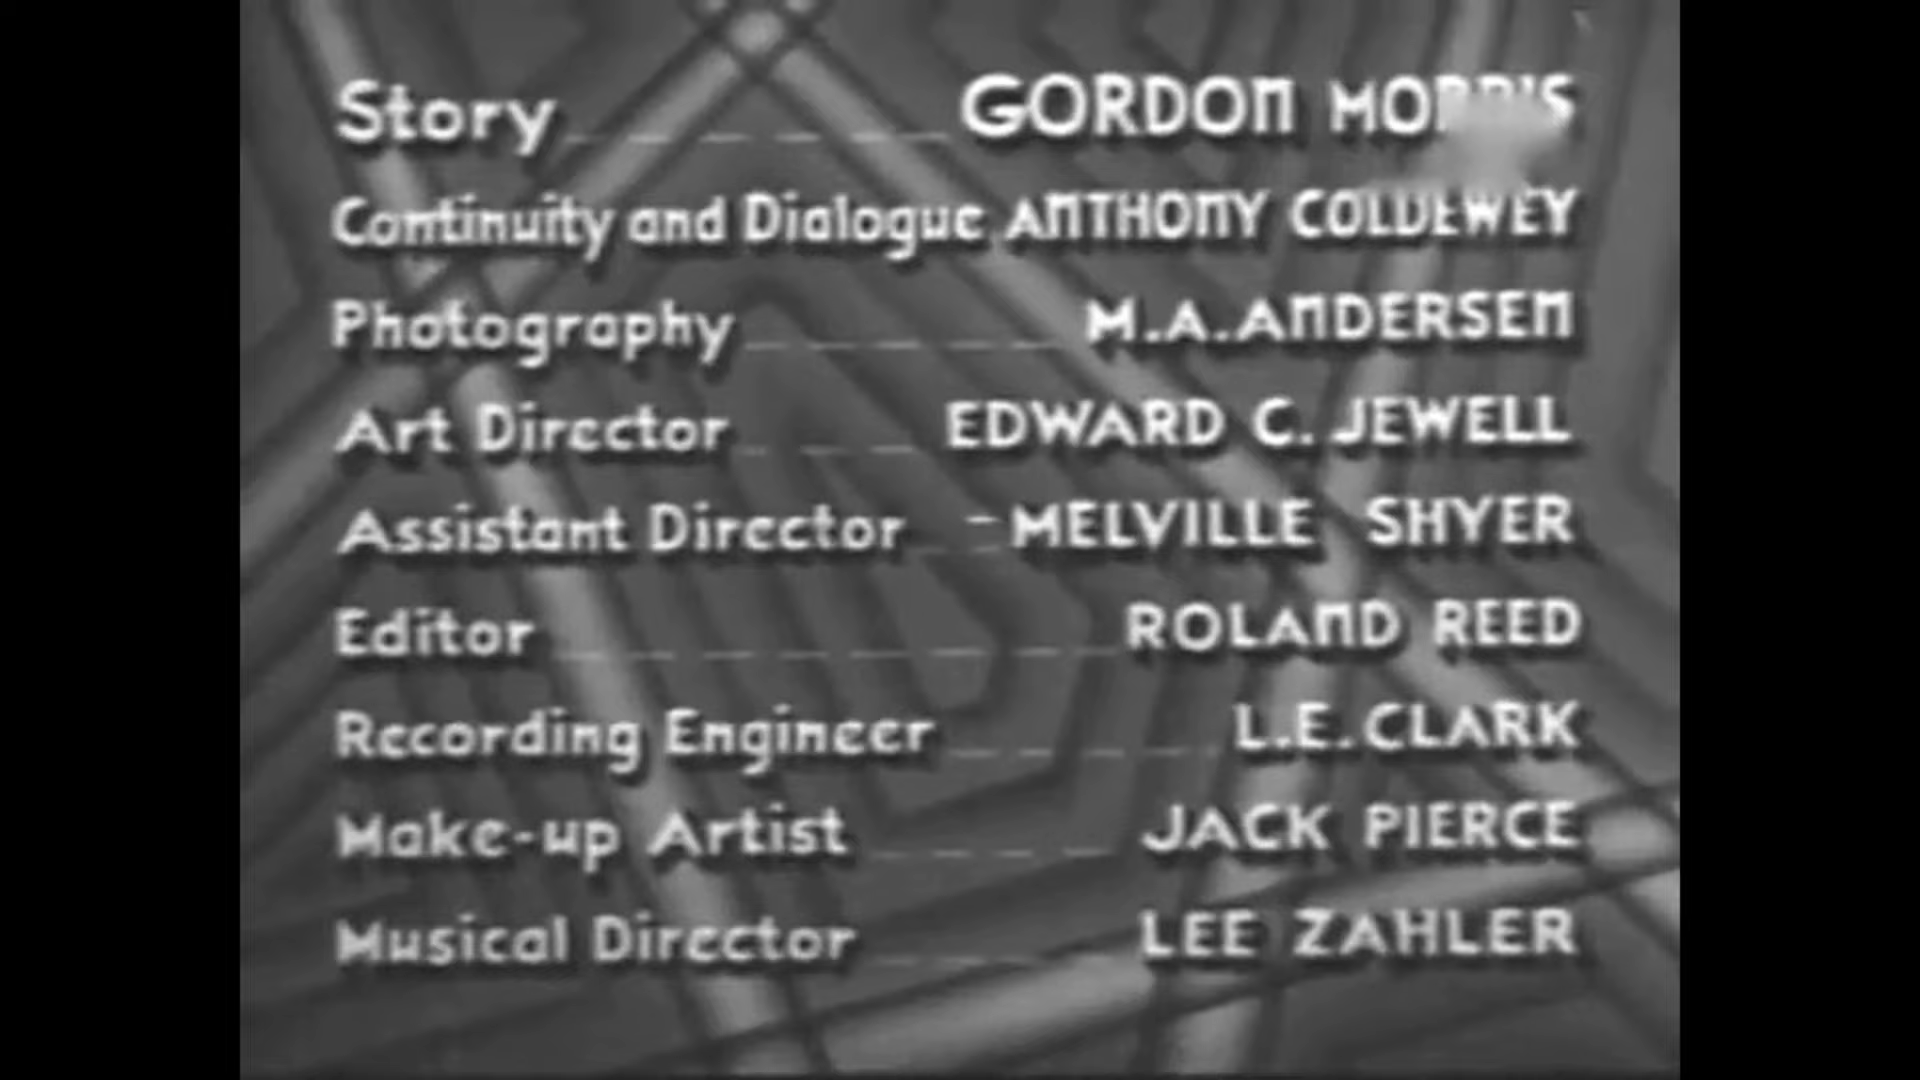 Story GORDON MORRIS
Continuity and Dialogue ANTHONY COLDEWEY
Photography M.A.ANDERSEN
Art Director EDWARD C. JEWELL
Assistant Director - MELVILLE SHYER
Editor ROLAND REED
Recording Engineer L.E.CLARK
Make-up Artist JACK PIERCE
Musical Director LEE ZAHLER